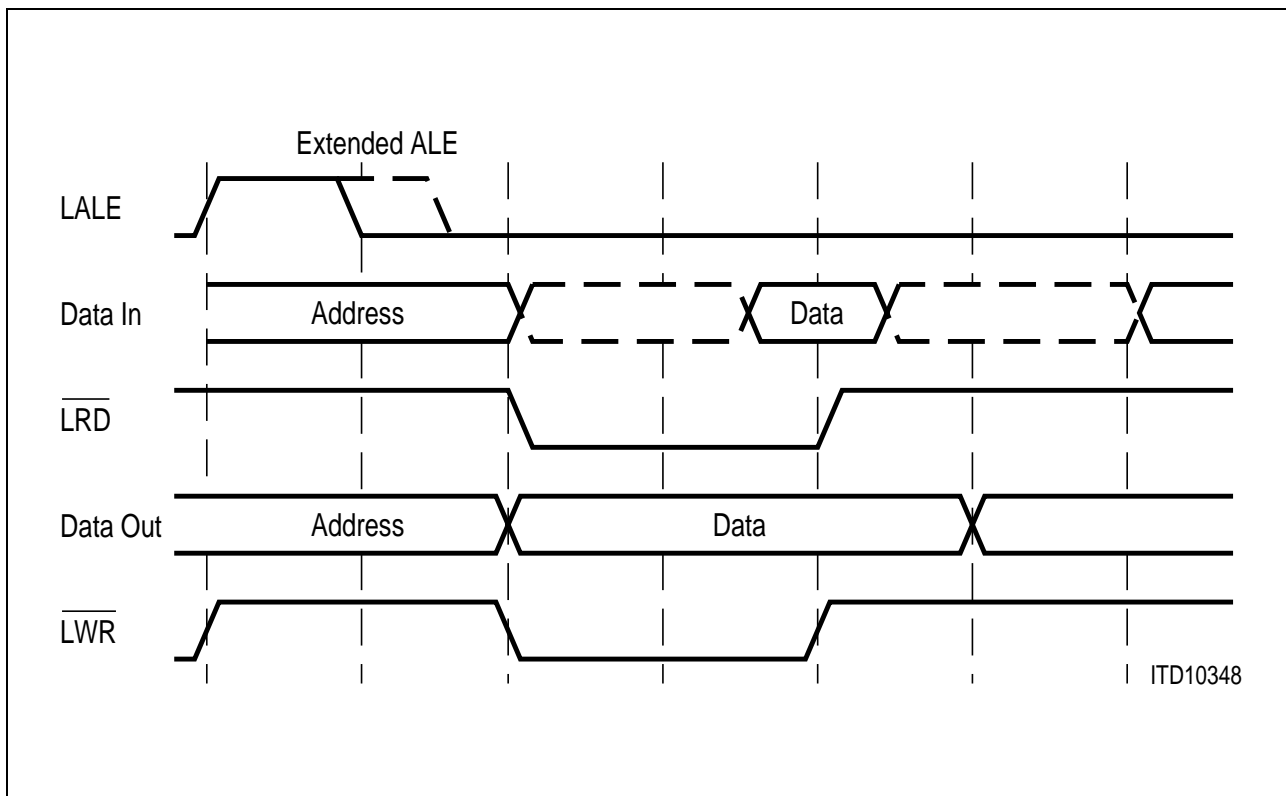 Extended ALE
LALE
Data In
Address
Data
LRD
Data Out
Address
Data
LWR
ITD10348